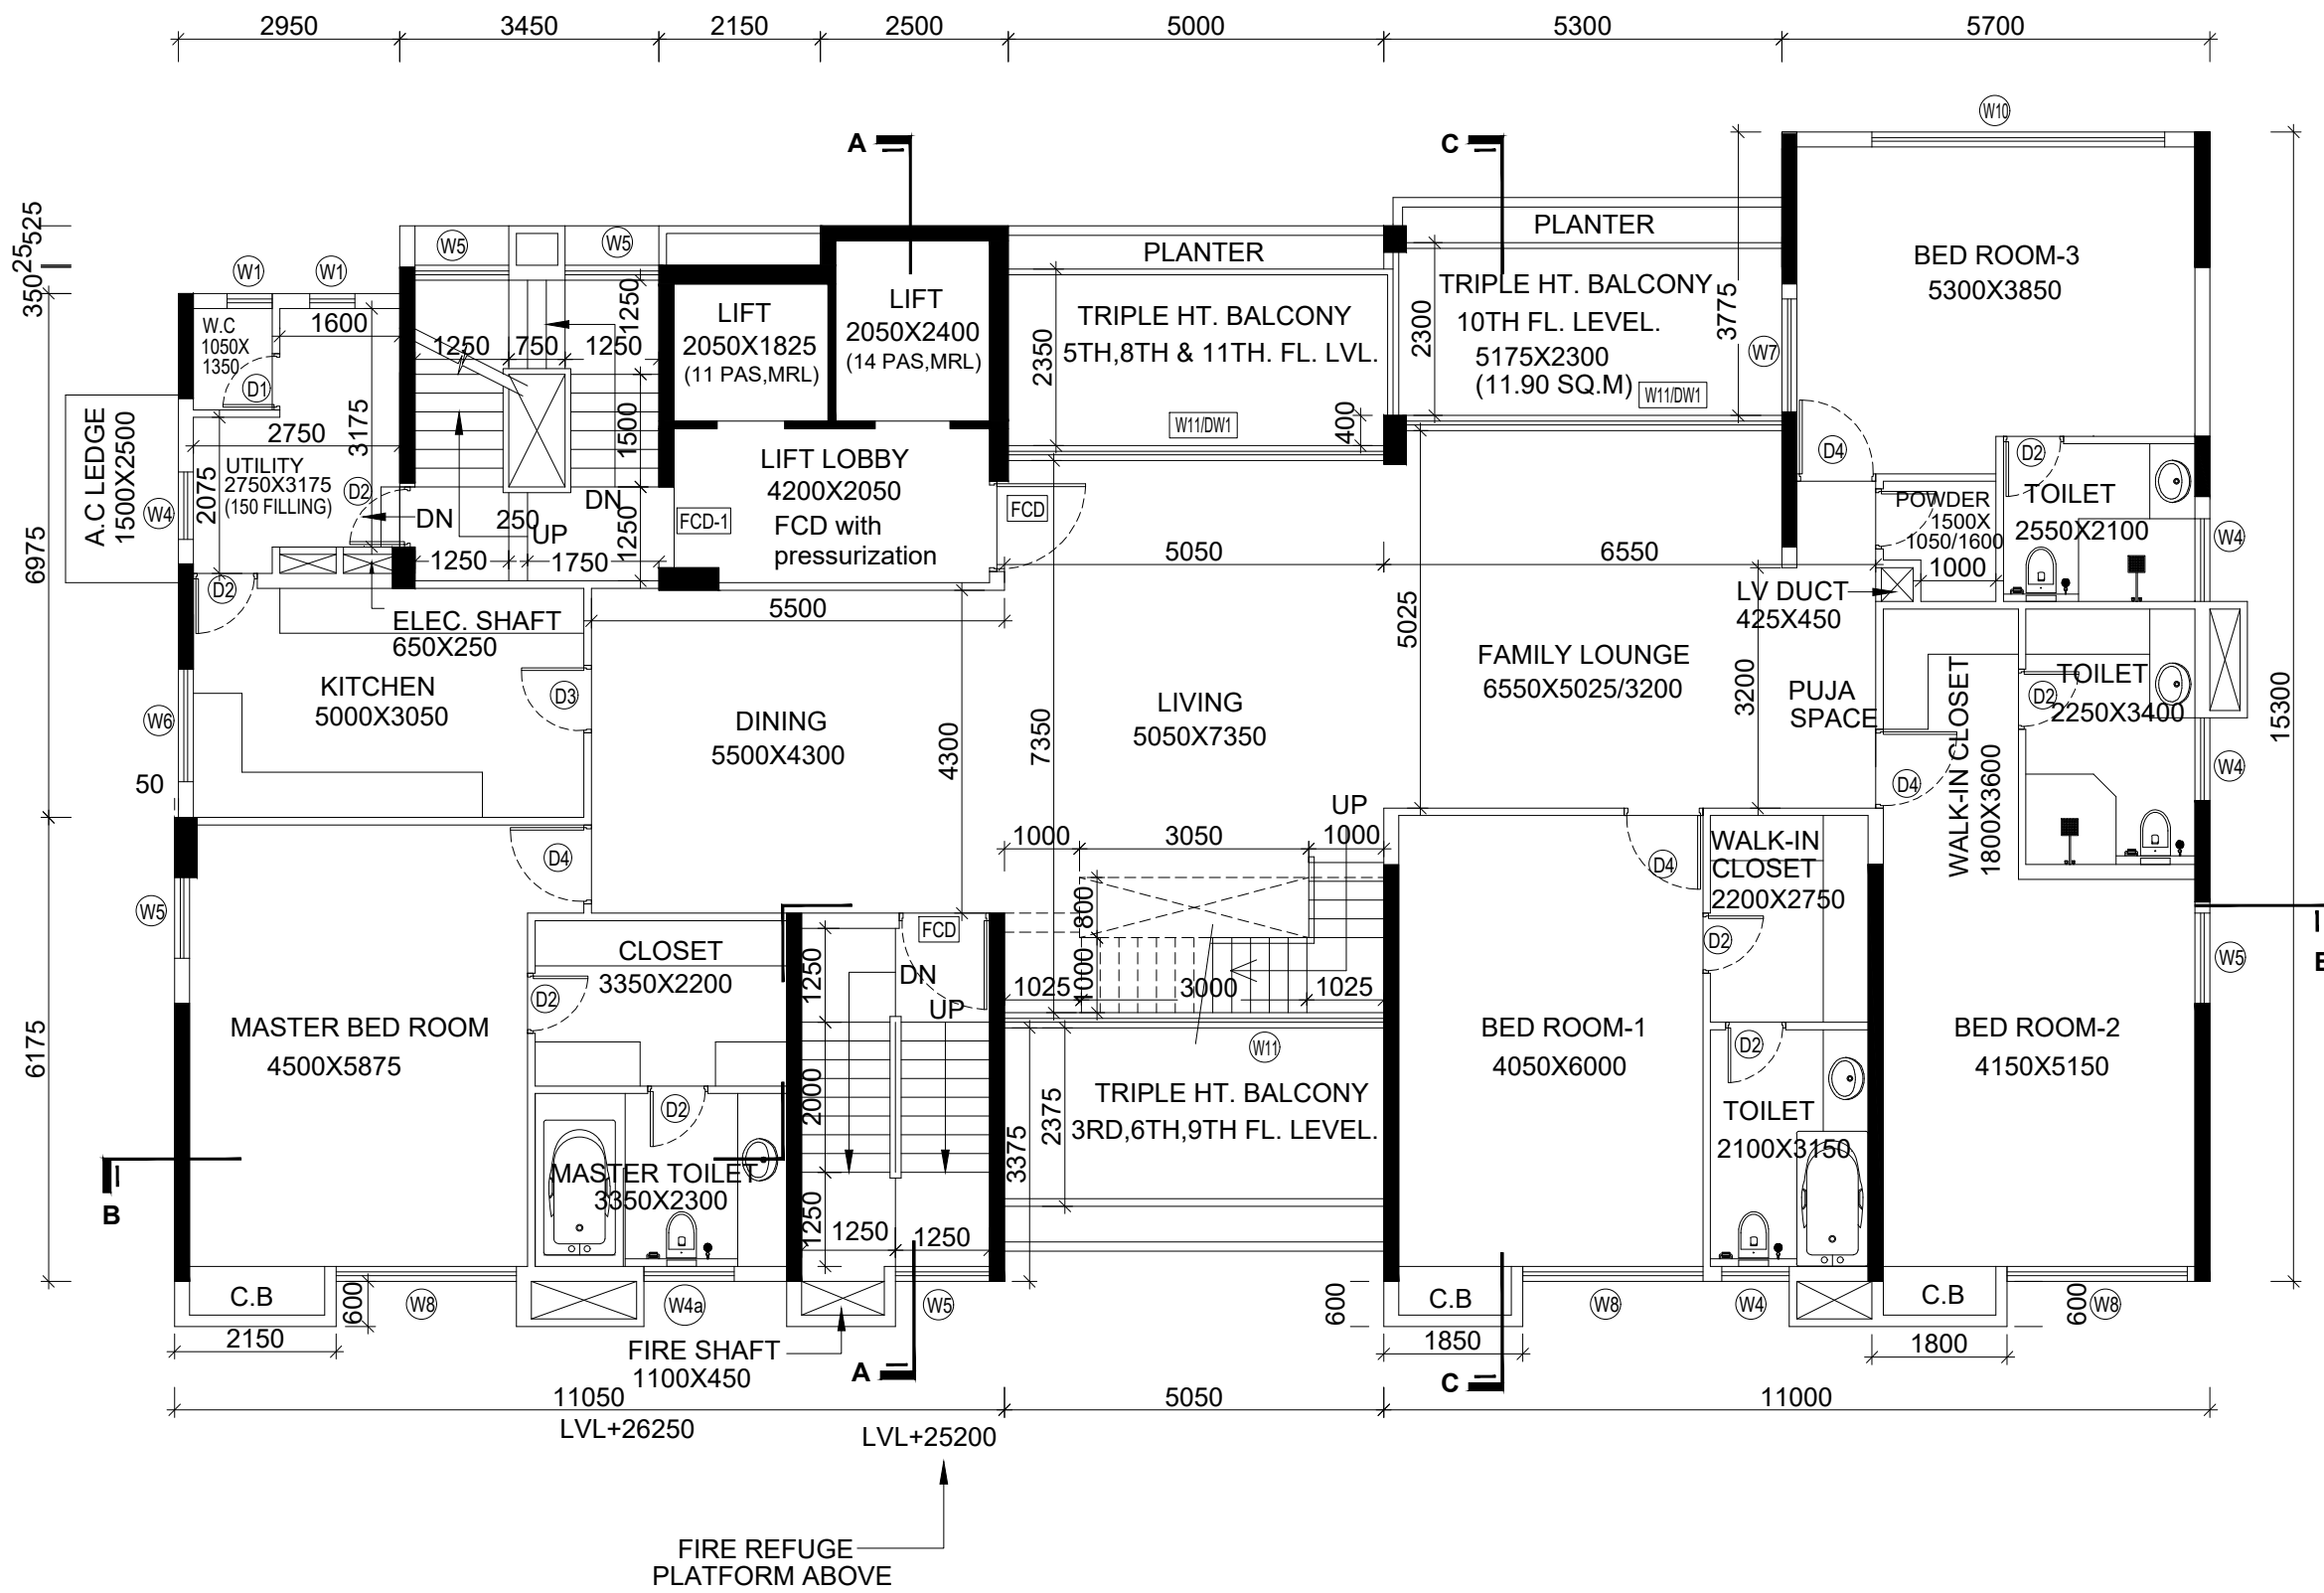 2950
3450
2150
2500
5000
5300
5700
W10
A
C
525
25
350
W5
W5
PLANTER
PLANTER
BED ROOM-3
5300X3850
W1
W1
1250
LIFT
2050X1825
(11 PAS,MRL)
LIFT
2050X2400
(14 PAS,MRL)
TRIPLE HT. BALCONY
5TH,8TH & 11TH. FL. LVL.
2350
TRIPLE HT. BALCONY
10TH FL. LEVEL.
5175X2300
(11.90 SQ.M)
2300
3775
W7
W.C
1050X
1350
1600
1250
750
1250
D1
W11/DW1
W11/DW1
400
A.C LEDGE
1500X2500
2750
3175
1500
UTILITY
2750X3175
(150 FILLING)
2075
D2
W4
DN
250
UP
DN
1250
1250
1750
LIFT LOBBY
4200X2050
FCD with
pressurization
FCD-1
FCD
D4
D2
POWDER
1500X
1050/1600
TOILET
2550X2100
W4
6975
5050
6550
1000
D2
ELEC. SHAFT
650X250
5500
5025
LV DUCT
425X450
KITCHEN
5000X3050
D3
W6
DINING
5500X4300
4300
7350
LIVING
5050X7350
FAMILY LOUNGE
6550X5025/3200
3200
PUJA
SPACE
WALK-IN CLOSET
1800X3600
TOILET
D2
2250X3400
D4
W4
15300
50
UP
1000
3050
1000
D4
D4
WALK-IN
CLOSET
2200X2750
W5
800
CLOSET
3350X2200
1250
FCD
DN
UP
D2
D2
1000
1025
3000
1025
W5
B
MASTER BED ROOM
4500X5875
W11
BED ROOM-1
4050X6000
BED ROOM-2
4150X5150
6175
D2
D2
2000
TRIPLE HT. BALCONY
3RD,6TH,9TH FL. LEVEL.
2375
3375
TOILET
2100X3150
MASTER TOILET
3350X2300
B
1250
1250
1250
C.B
600
W8
W4a
W5
600
C.B
W8
W4
C.B
600
W8
2150
FIRE SHAFT
1100X450
A
1850
C
1800
11050
5050
11000
LVL+26250
LVL+25200
FIRE REFUGE
PLATFORM ABOVE